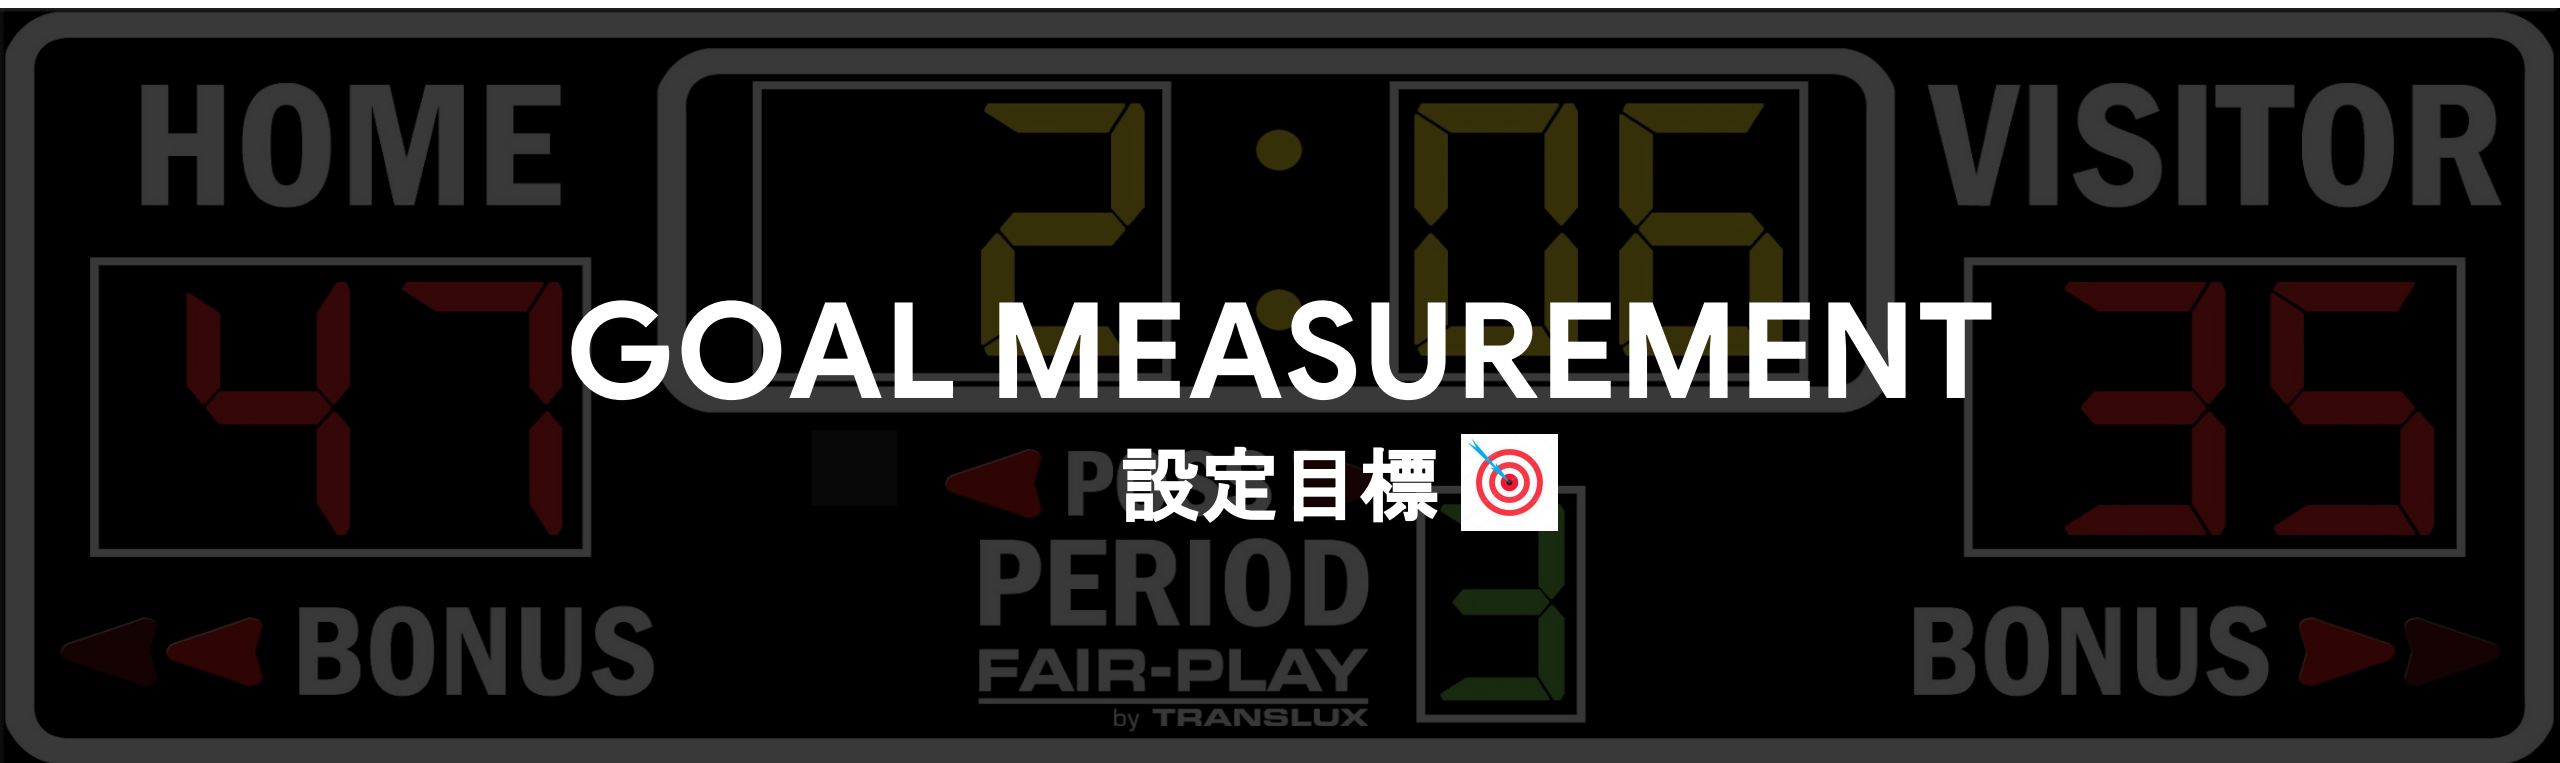 HOME
2:06
VISITOR
47
35
GOAL MEASUREMENT
設定目標
PERIOD
3
BONUS
BONUS
FAIR-PLAY
by TRANSLUX